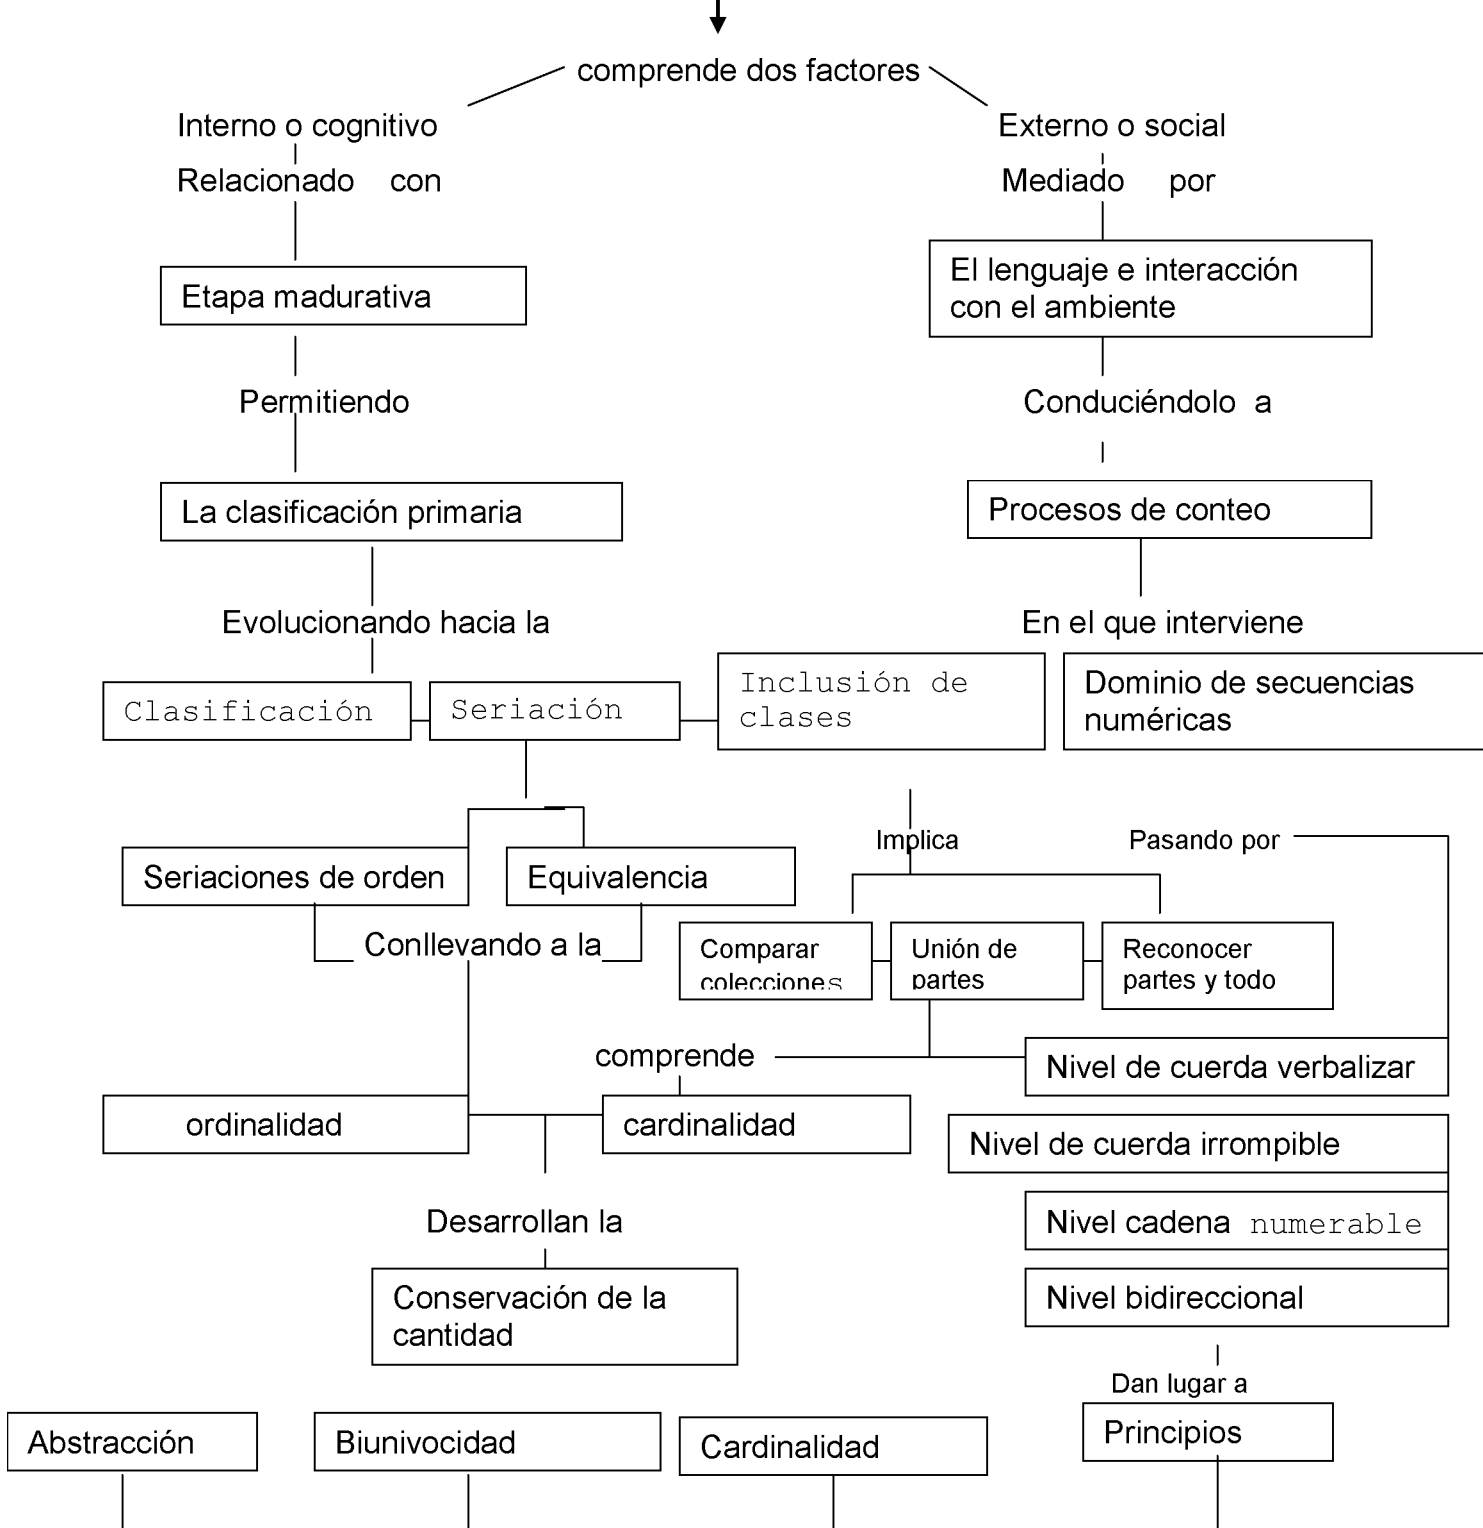 comprende dos factores
Interno o cognitivo
Externo o social
Relacionado con
Mediado por
El lenguaje e interacción
con el ambiente
Etapa madurativa
Permitiendo
Conduciéndolo a
La clasificación primaria
Procesos de conteo
Evolucionando hacia la
En el que interviene
Clasificación
Seriación
Inclusión de
clases
Dominio de secuencias
numéricas
Implica
Pasando por
Seriaciones de orden
Equivalencia
Conllevando a la
Comparar
colecciones
Unión de
partes
Reconocer
partes y todo
comprende
Nivel de cuerda verbalizar
ordinalidad
cardinalidad
Nivel de cuerda irrompible
Desarrollan la
Nivel cadena numerable
Conservación de la
cantidad
Nivel bidireccional
Dan lugar a
Abstracción
Biunivocidad
Cardinalidad
Principios